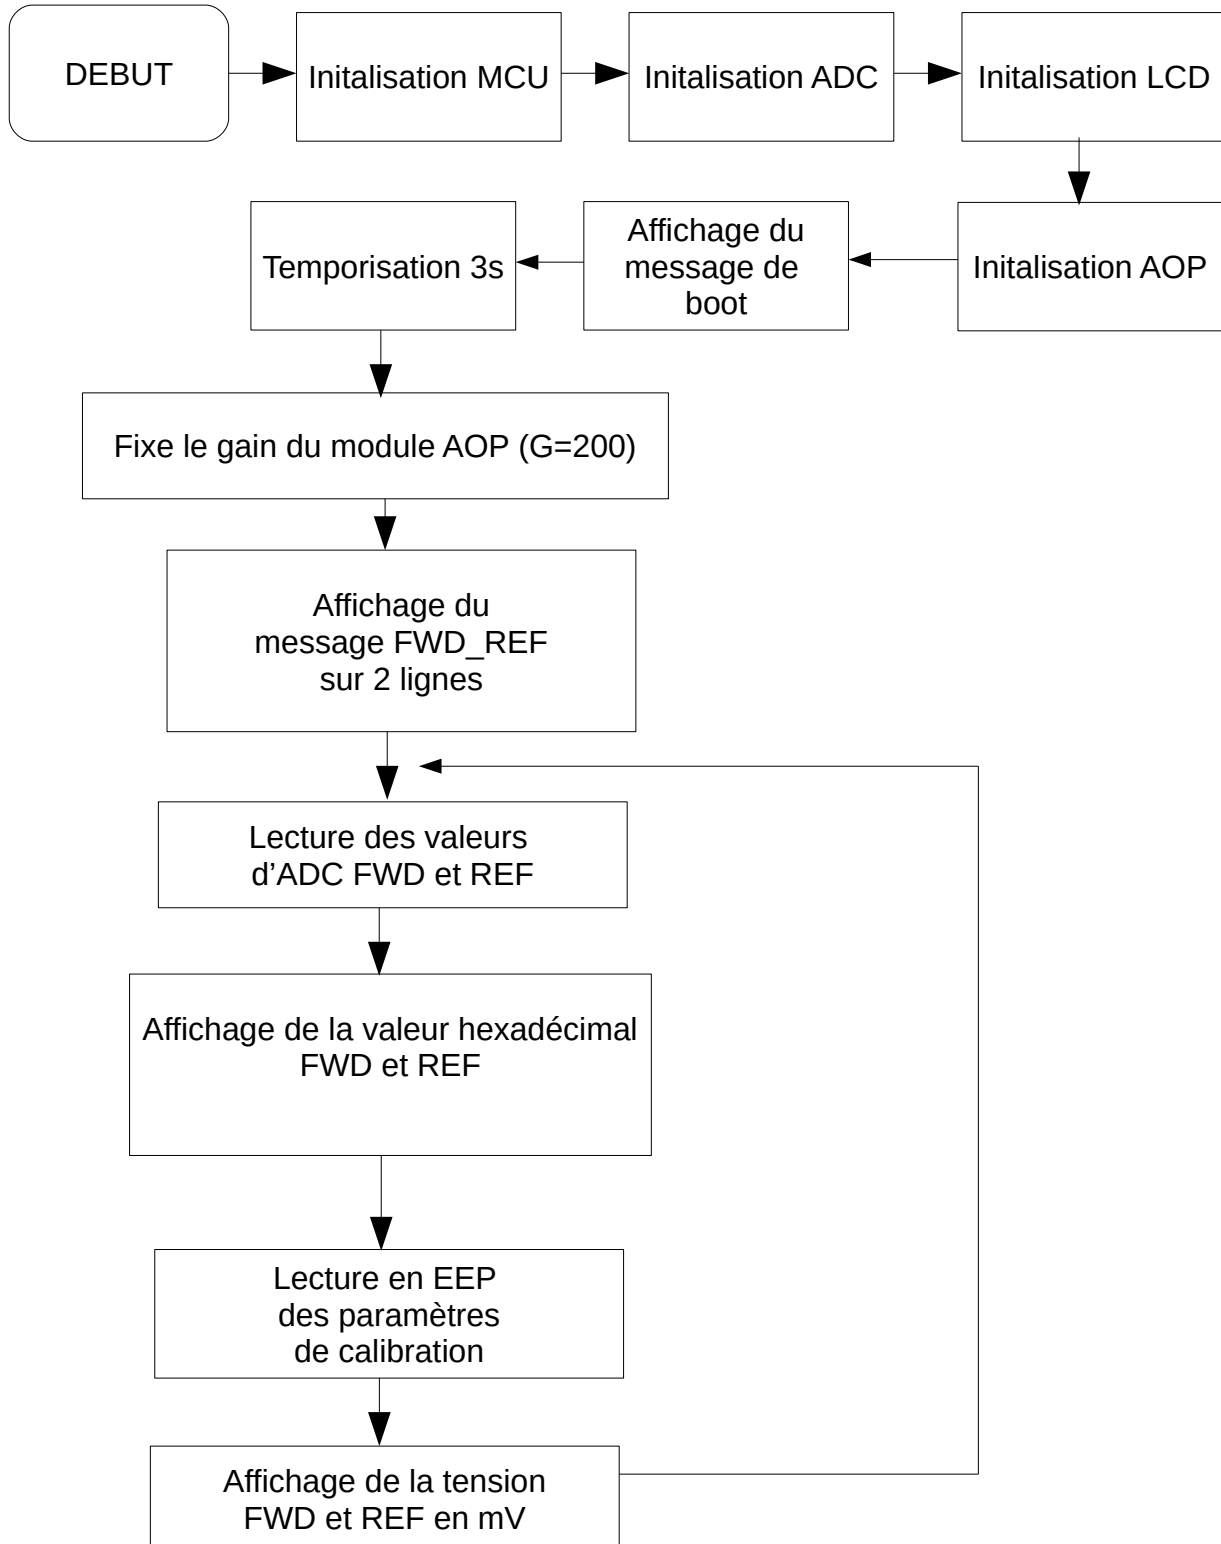 DEBUT
Initalisation MCU
Initalisation ADC
Initalisation LCD
Initalisation AOP
Affichage du
message de
boot
Temporisation 3s
Fixe le gain du module AOP (G=200)
Affichage du
message FWD_REF
sur 2 lignes
Lecture des valeurs
d’ADC FWD et REF
Affichage de la valeur hexadécimal
FWD et REF
Lecture en EEP
des paramètres
de calibration
Affichage de la tension
FWD et REF en mV